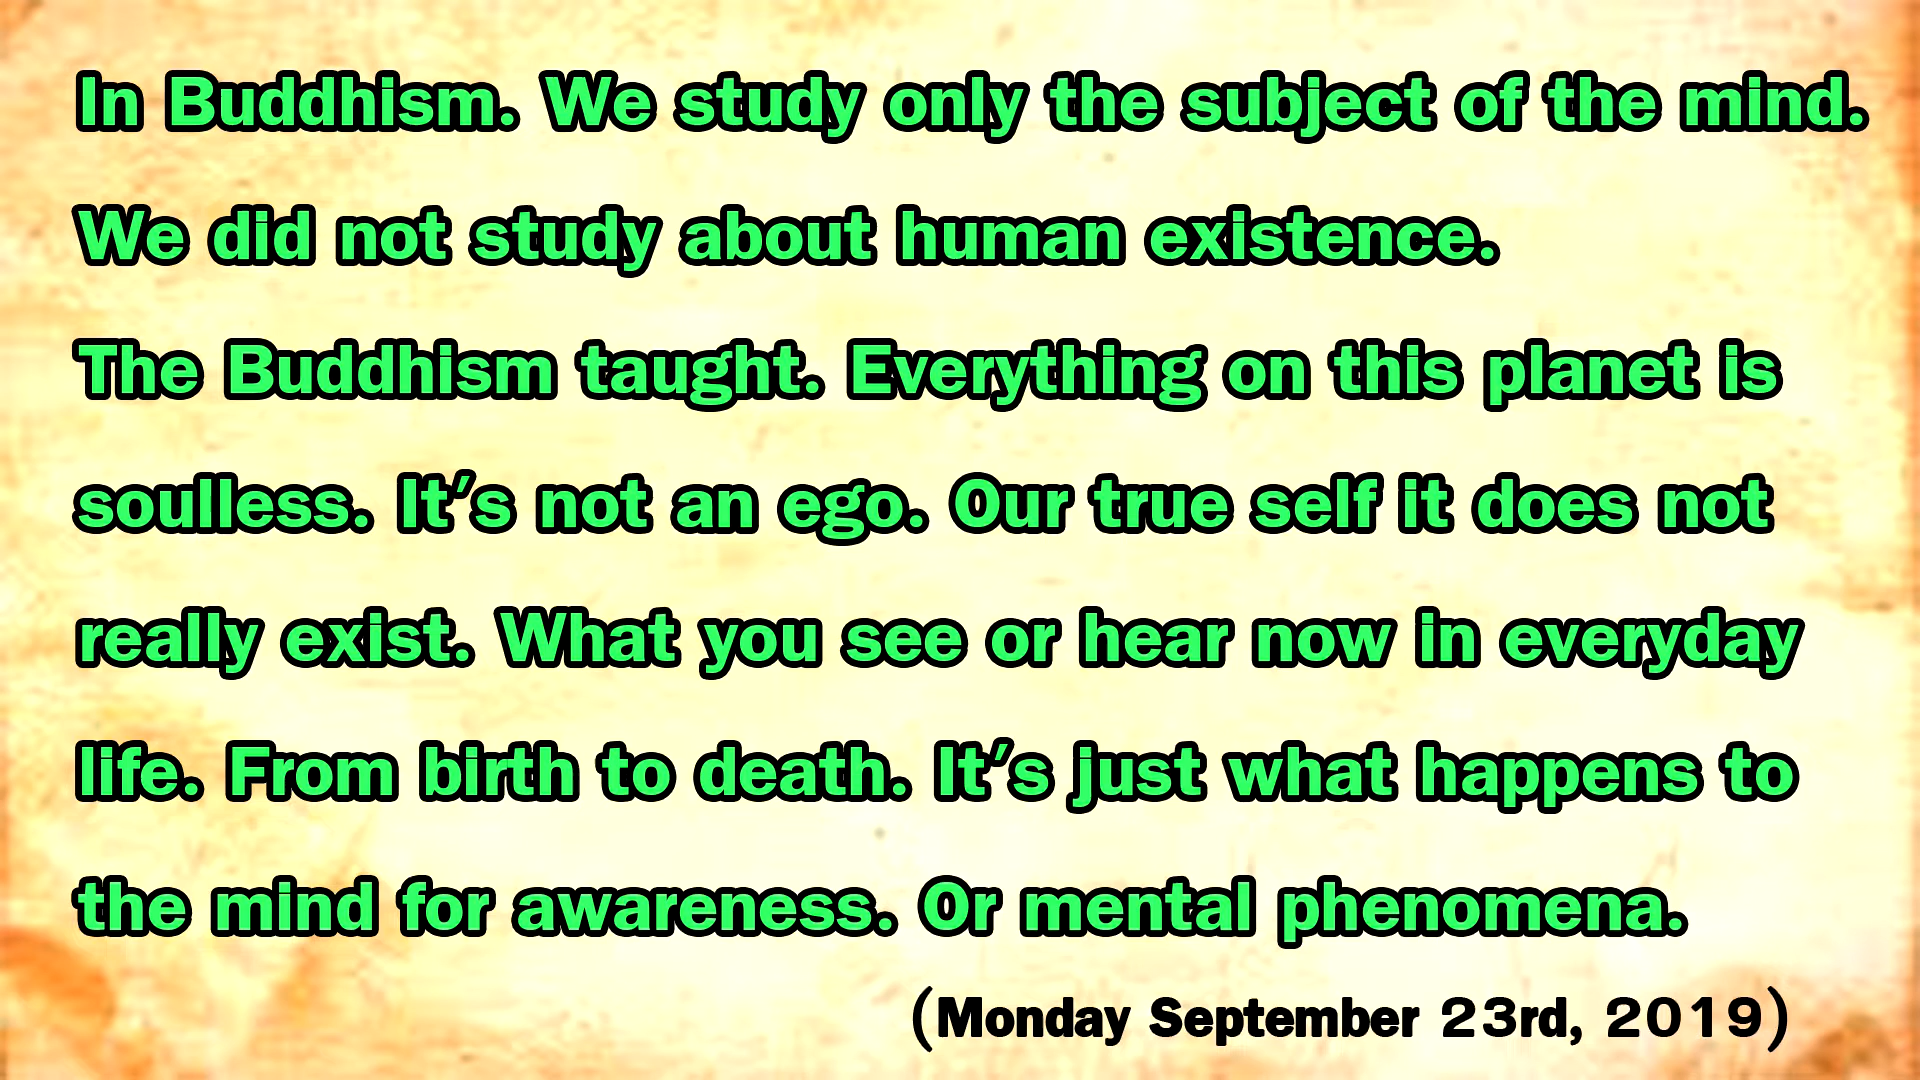 In Buddhism. We study only the subject of the mind.
We did not study about human existence.
The Buddhism taught. Everything on this planet is
soulless. It′s not an ego. Our true self it does not
really exist. What you see or hear now in everyday
life. From birth to death. It′s just what happens to
the mind for awareness. Or mental phenomena.
(Monday September 23rd, 2019)